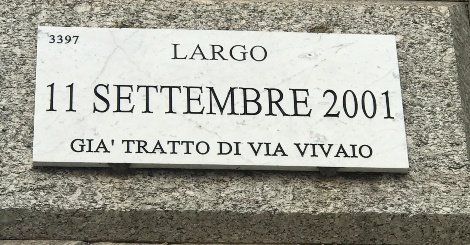 3397
LARGO
11 SETTEMBRE 2001
GIA' TRATTO DI VIA VIVAIO